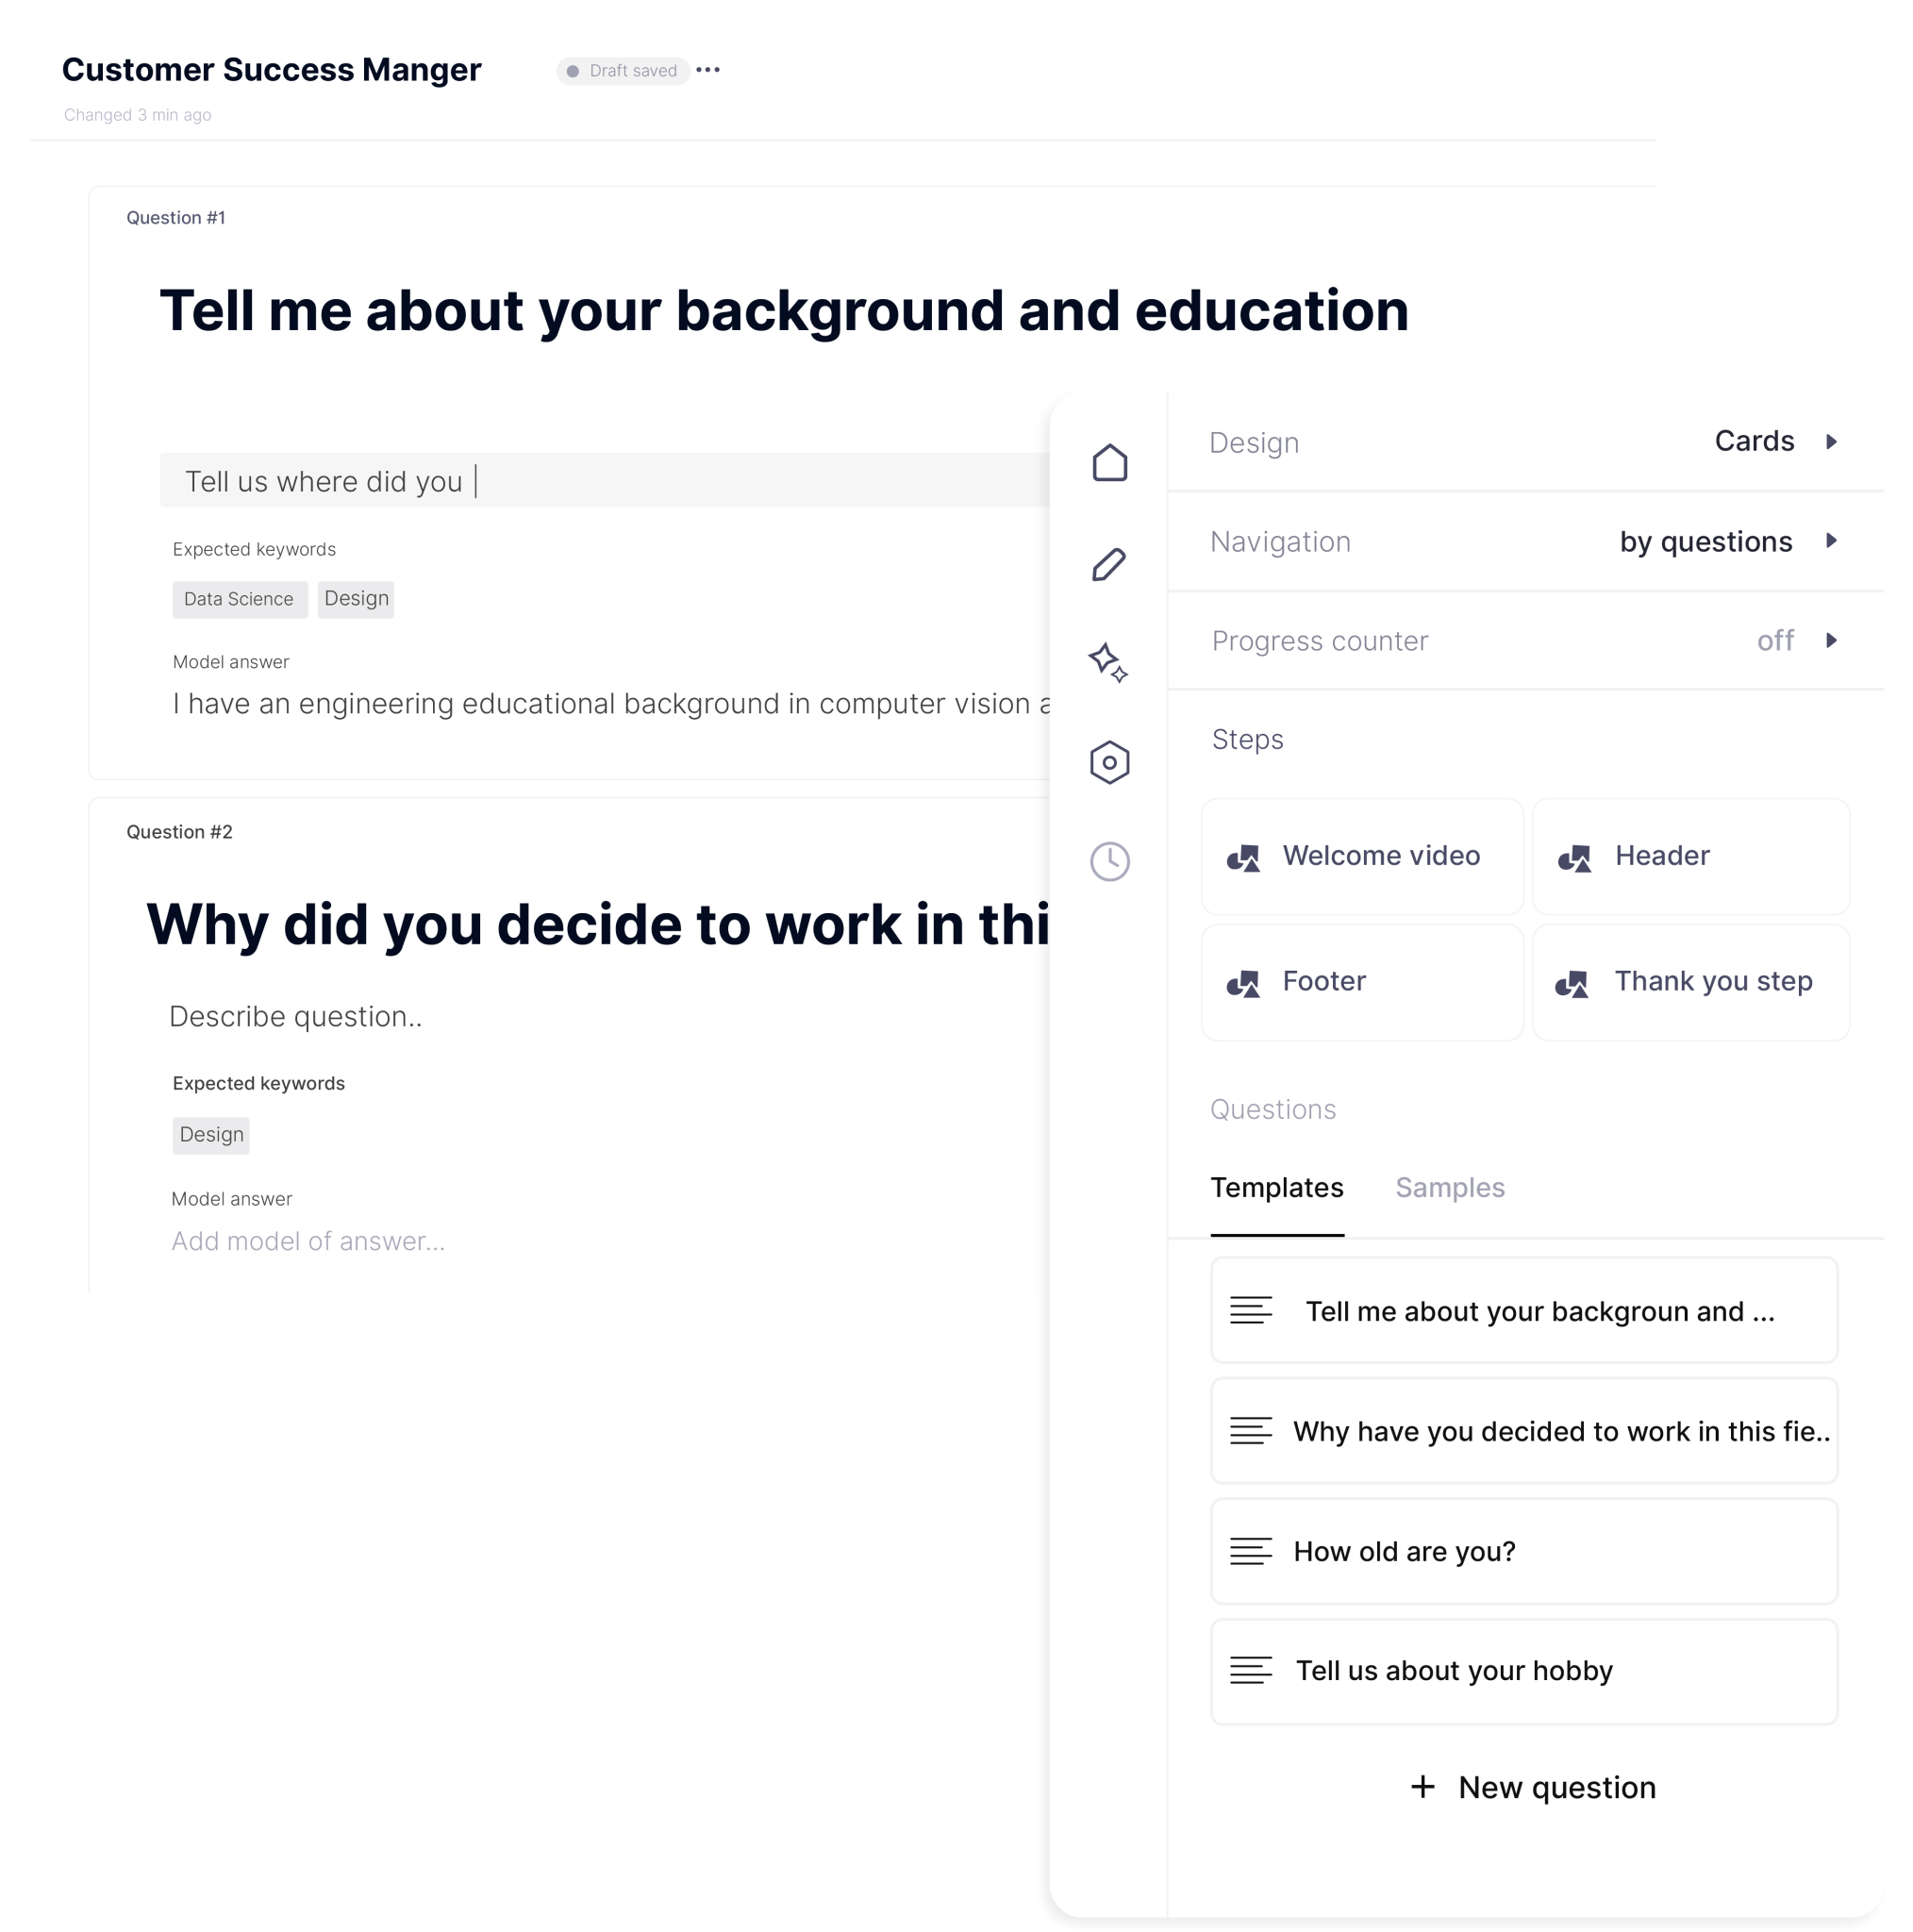 Customer Success Manger
Draft saved
Changed 3 min ago
Question #1
Tell me about your background and education
Tell us where did you
Expected keywords
Data Science
Design
Model answer
I have an engineering educational background in computer vision a
Question #2
Why did you decide to work in thi
Describe question..
Expected keywords
Design
Model answer
Add model of answer...
Design
Cards
Navigation
by questions
Progress counter
off
Steps
Welcome video
Header
Footer
Thank you step
Questions
Templates
Samples
Tell me about your backgroun and ...
Why have you decided to work in this fie..
How old are you?
Tell us about your hobby
+ New question